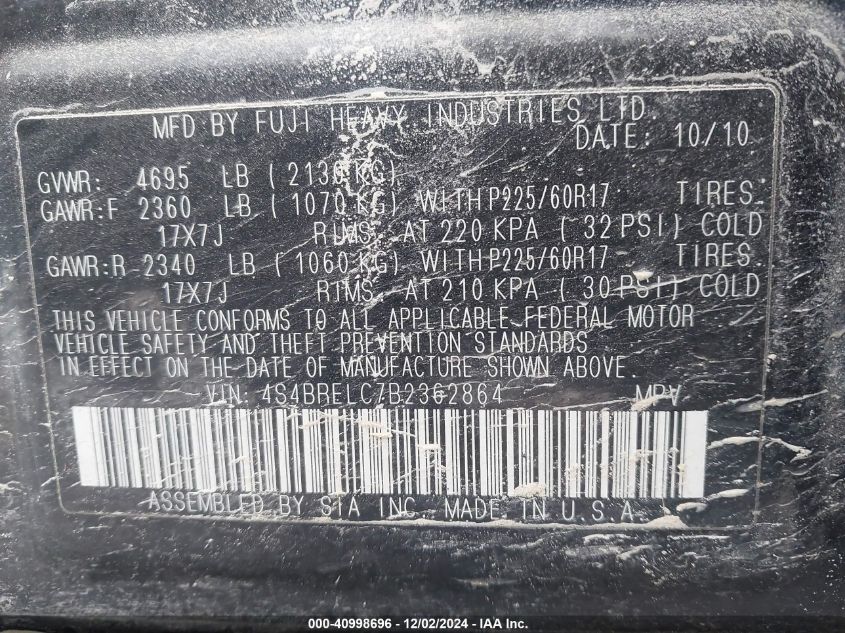 MFD BY FUJI HEAVY INDUSTRIES LTD.
DATE: 10/10
GVWR: 4695 LB ( 2130 KG)
GAWR:F 2360 LB ( 1070 KG) WITH P225/60R17 TIRES
17X7J RIMS, AT 220 KPA ( 32 PSI) COLD
GAWR:R 2340 LB ( 1060 KG) WITH P225/60R17 TIRES.
17X7J RIMS, AT 210 KPA ( 30 PSI) COLD
THIS VEHICLE CONFORMS TO ALL APPLICABLE FEDERAL MOTOR
VEHICLE SAFETY AND THEFT PREVENTION STANDARDS
IN EFFECT ON THE DATE OF MANUFACTURE SHOWN ABOVE.
VIN: 4S4BRELC7B2362864 MPV
ASSEMBLED BY SIA INC. MADE IN U.S.A.
000-40998696 - 12/02/2024 - IAA Inc.